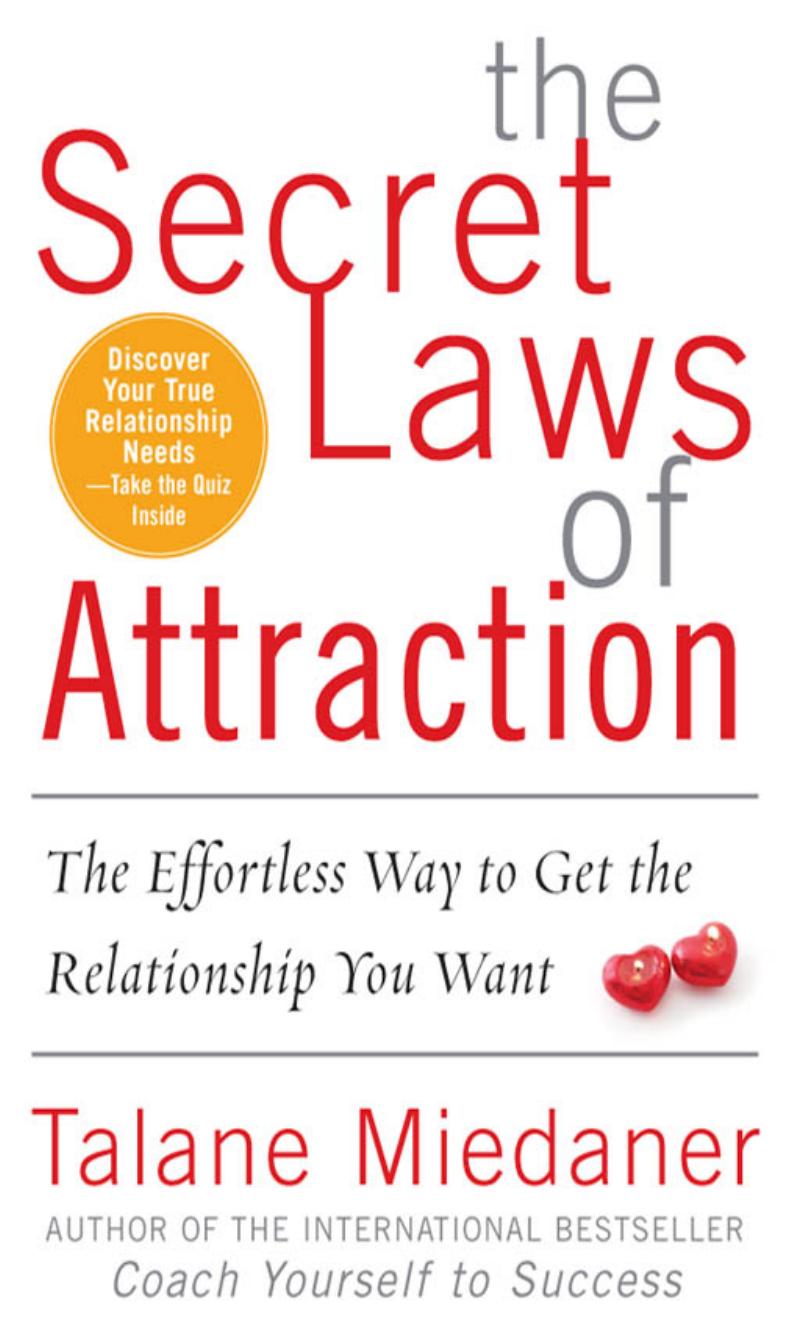 the
Secret
Laws
Discover
Your True
Relationship
Needs
—Take the Quiz
Inside
of
Attraction
The Effortless Way to Get the
Relationship You Want
Talane Miedaner
AUTHOR OF THE INTERNATIONAL BESTSELLER
Coach Yourself to Success